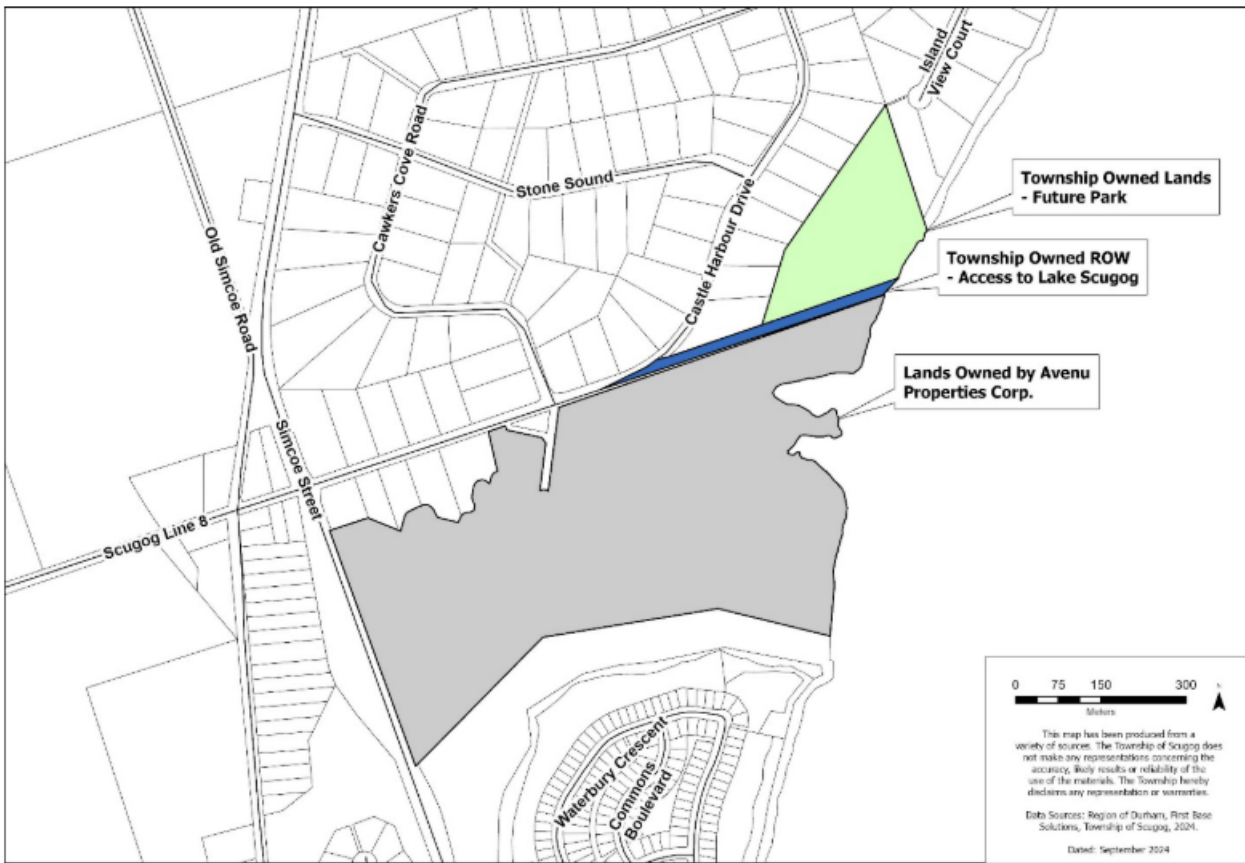 Island
View Court
Cawkers Cove Road
Stone Sound
Castle Harbour Drive
Old Simcoe Road
Simcoe Street
Scugog Line 8
Township Owned Lands
- Future Park
Township Owned ROW
- Access to Lake Scugog
Lands Owned by Avenu
Properties Corp.
Waterbury Crescent
Commons
Boulevard
0 75 150 300
Meters
N
This map has been produced from a
variety of sources. The Township of Scugog does
not make any representations concerning the
accuracy, likely results or reliability of the
use of the materials. The Township hereby
disclaims any representation or warranties.
Data Sources: Region of Durham, First Base
Solutions, Township of Scugog, 2024.
Dated: September 2024